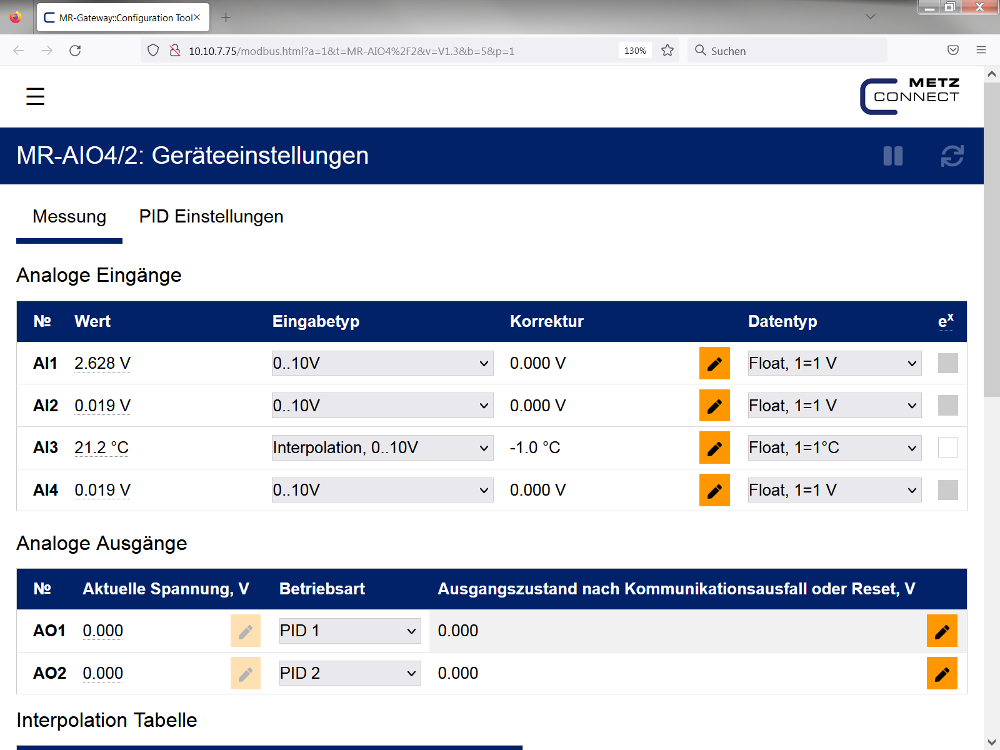 MR-Gateway::Configuration Tool
10.10.7.75/modbus.html?a=1&t=MR-AIO4%2F2&v=V1.3&b=5&p=1
130%
Suchen
METZ
CONNECT
MR-AIO4/2: Geräteeinstellungen
Messung PID Einstellungen
Analoge Eingänge
№ Wert Eingabetyp Korrektur Datentyp eˣ
AI1 2.628 V 0..10V 0.000 V Float, 1=1 V
AI2 0.019 V 0..10V 0.000 V Float, 1=1 V
AI3 21.2 °C Interpolation, 0..10V -1.0 °C Float, 1=1°C
AI4 0.019 V 0..10V 0.000 V Float, 1=1 V
Analoge Ausgänge
№ Aktuelle Spannung, V Betriebsart Ausgangszustand nach Kommunikationsausfall oder Reset, V
AO1 0.000 PID 1 0.000
AO2 0.000 PID 2 0.000
Interpolation Tabelle